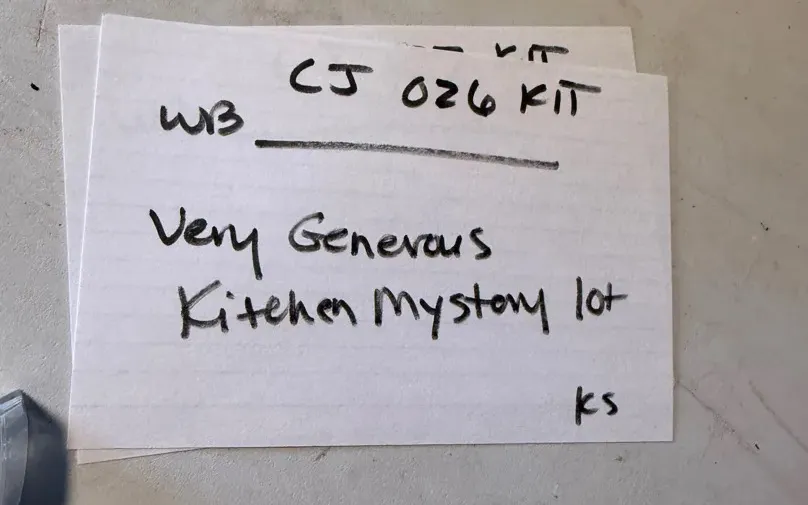 CJ 026 KIT
WB
Very Generous
Kitchen Mystery lot
KS